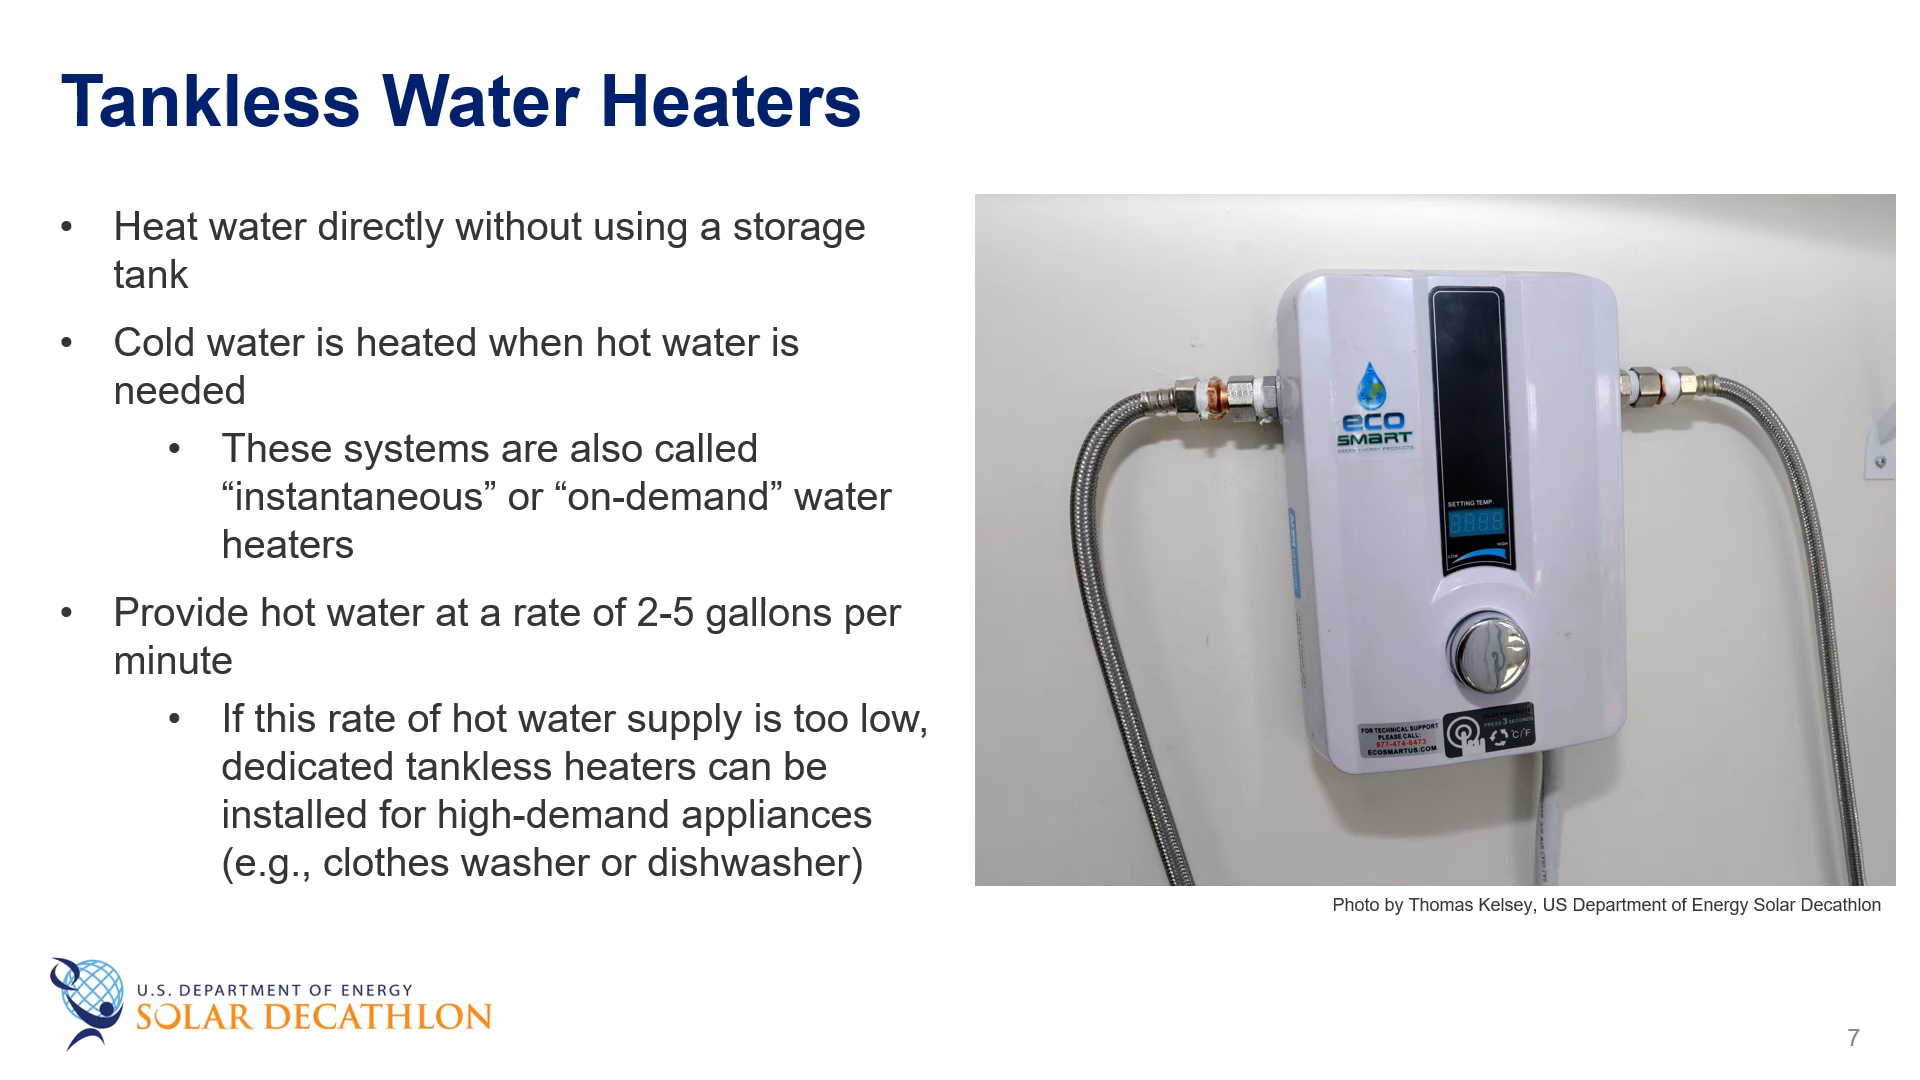 Tankless Water Heaters
• Heat water directly without using a storage
tank
• Cold water is heated when hot water is
needed
• These systems are also called
“instantaneous” or “on-demand” water
heaters
• Provide hot water at a rate of 2-5 gallons per
minute
• If this rate of hot water supply is too low,
dedicated tankless heaters can be
installed for high-demand appliances
(e.g., clothes washer or dishwasher)
eco
SMART
GREEN ENERGY PRODUCTS
SETTING TEMP.
LOW HIGH
FOR TECHNICAL SUPPORT
PLEASE CALL:
877-474-6473
ECOSMARTUS.COM
PRESS 3 SECONDS
°C/°F
Photo by Thomas Kelsey, US Department of Energy Solar Decathlon
U.S. DEPARTMENT OF ENERGY
SOLAR DECATHLON
7